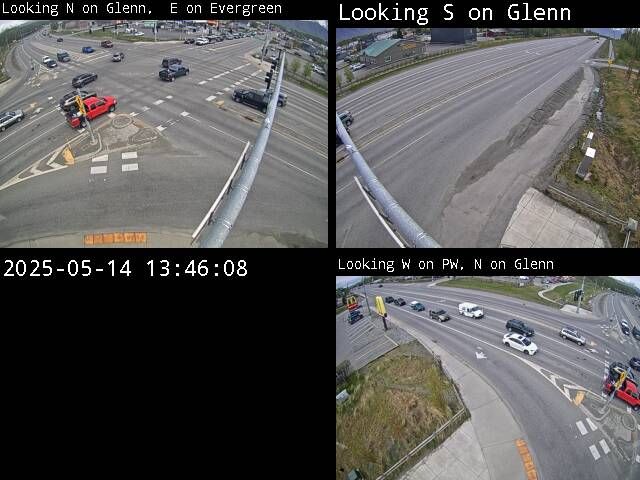 Looking N on Glenn,  E on Evergreen
Looking S on Glenn
2025-05-14 13:46:08
Looking W on PW, N on Glenn